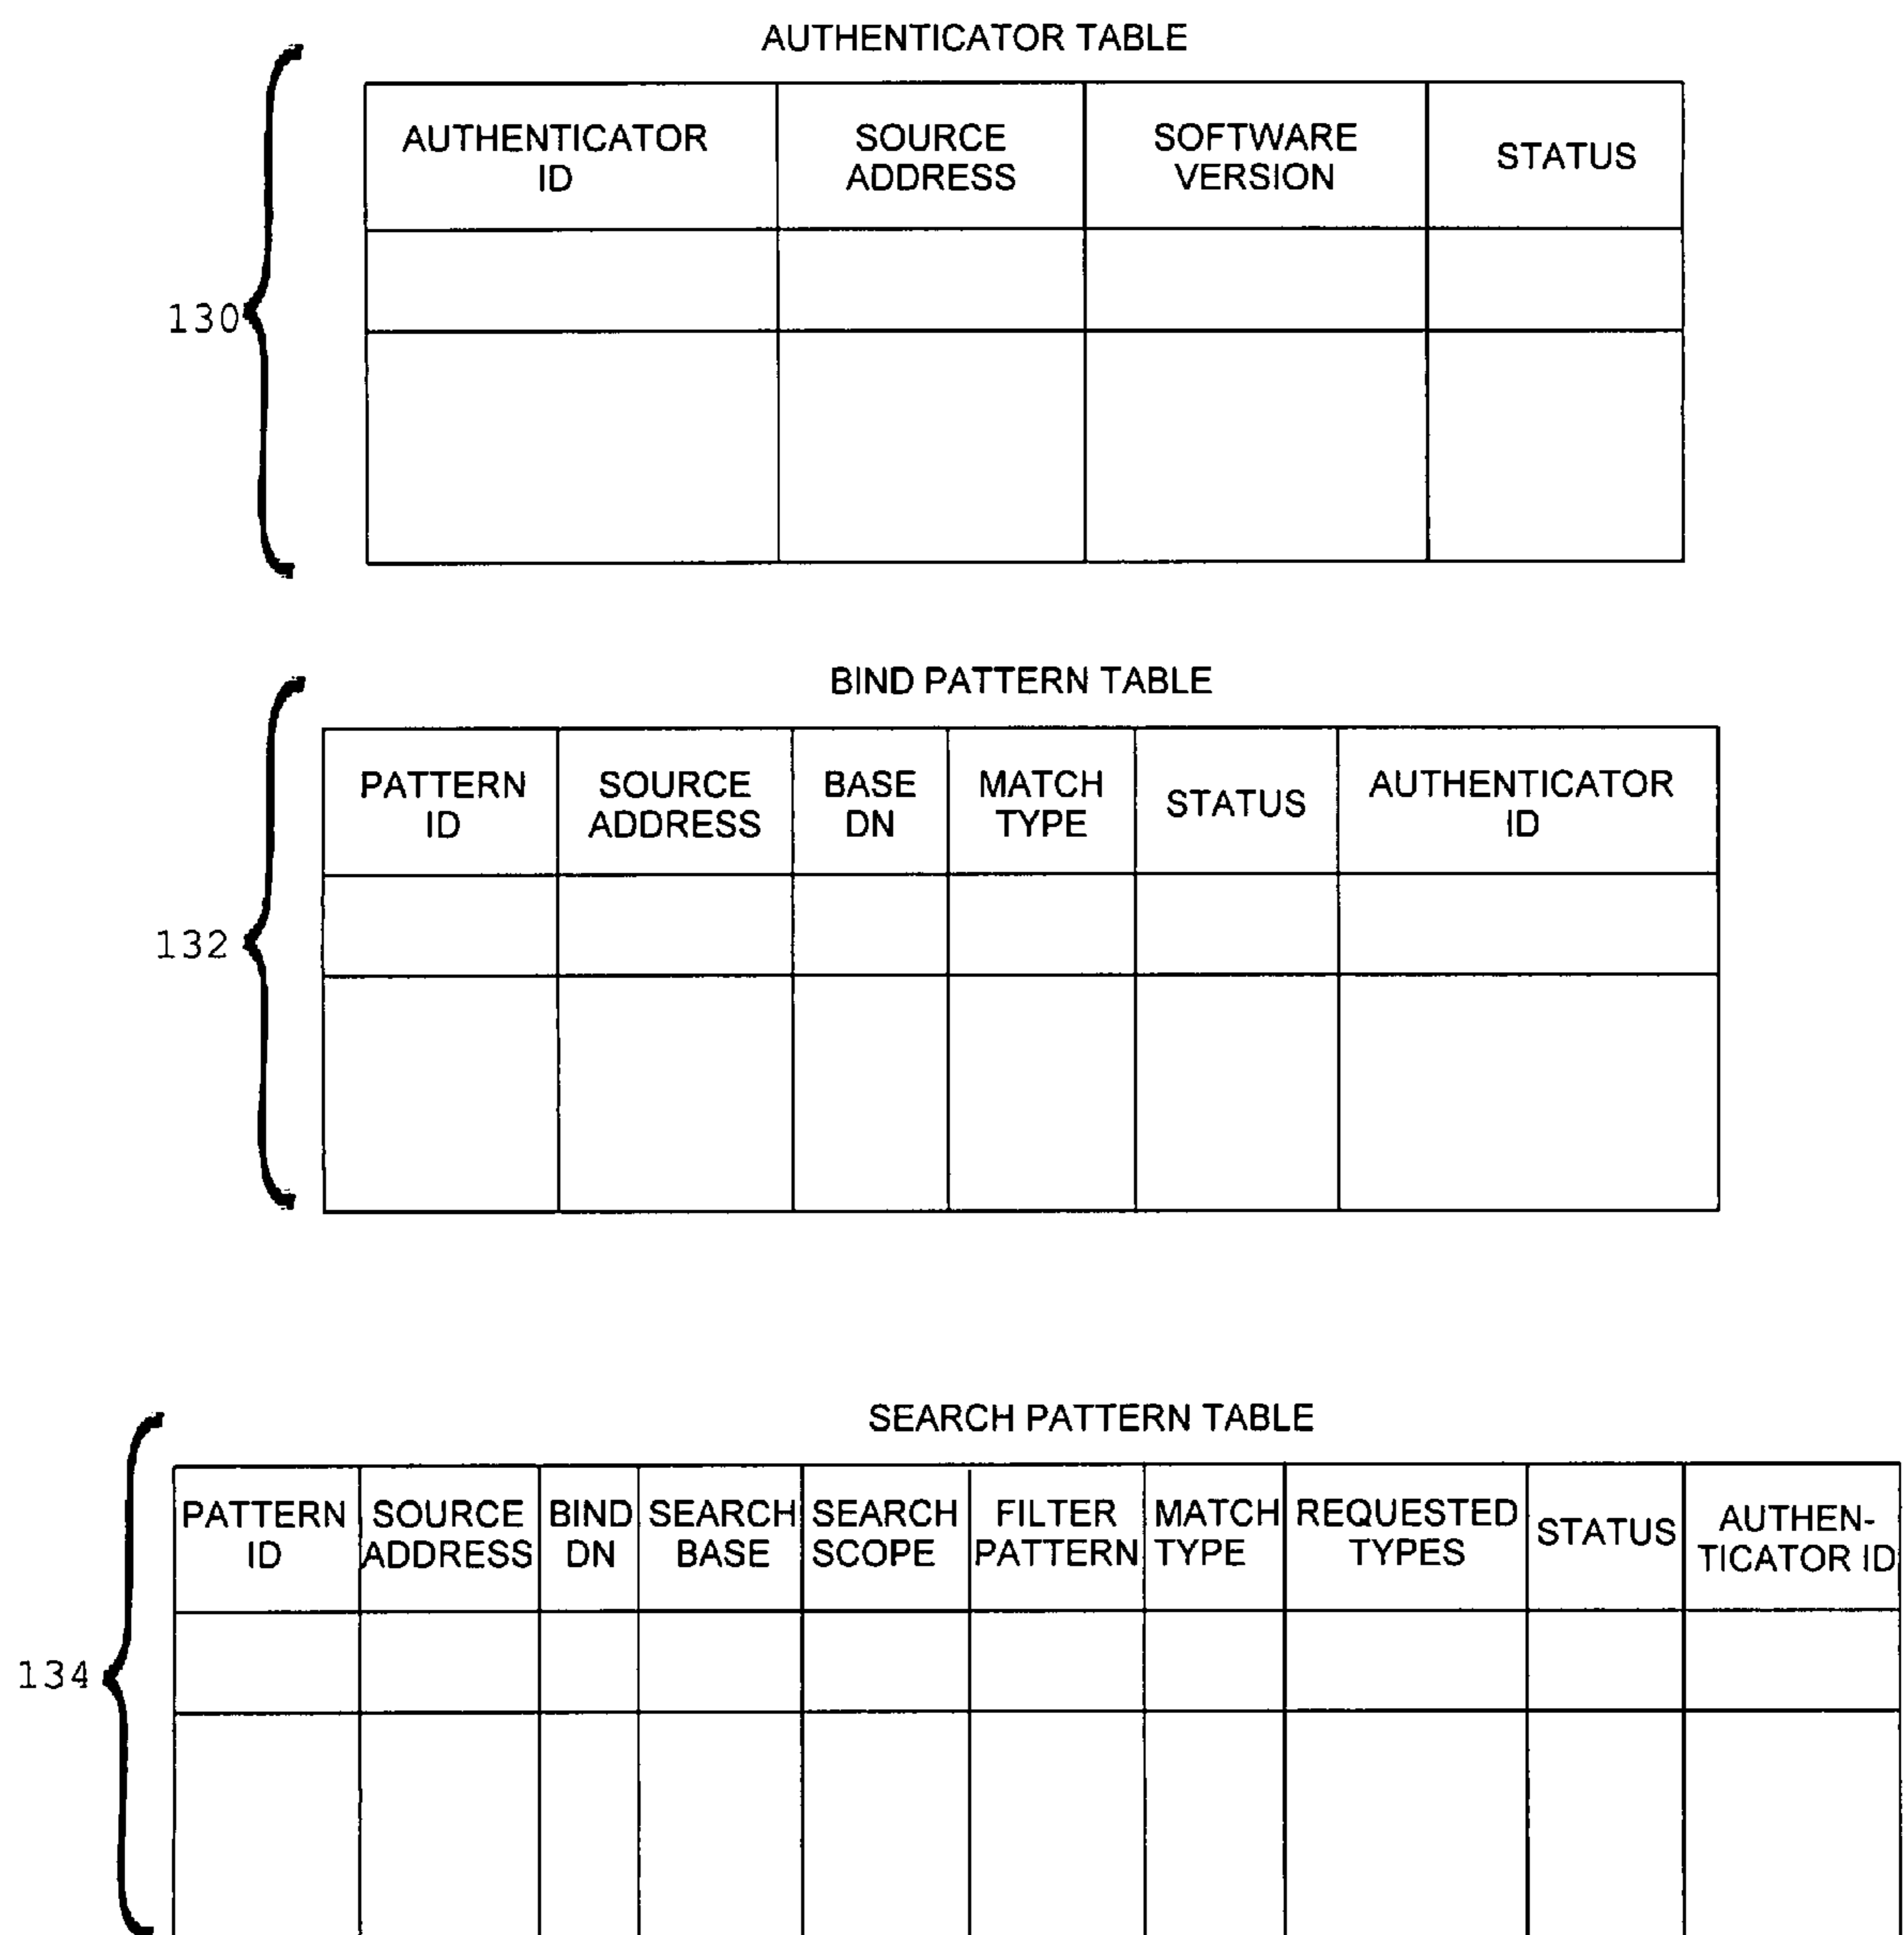 AUTHENTICATOR TABLE
AUTHENTICATOR
ID
SOURCE
ADDRESS
SOFTWARE
VERSION
STATUS
130
BIND PATTERN TABLE
PATTERN
ID
SOURCE
ADDRESS
BASE
DN
MATCH
TYPE
STATUS
AUTHENTICATOR
ID
132
SEARCH PATTERN TABLE
PATTERN
ID
SOURCE
ADDRESS
BIND
DN
SEARCH
BASE
SEARCH
SCOPE
FILTER
PATTERN
MATCH
TYPE
REQUESTED
TYPES
STATUS
AUTHEN-
TICATOR ID
134